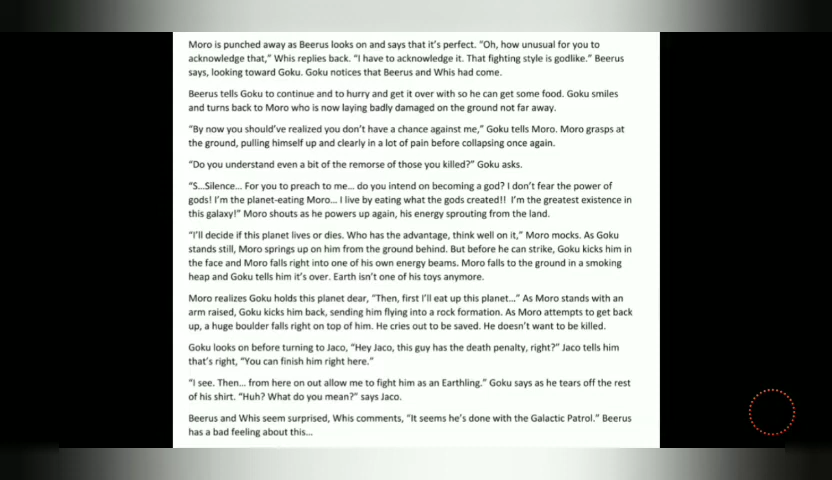 Moro is punched away as Beerus looks on and says that it's perfect. "Oh, how unusual for you to
acknowledge that," Whis replies back. "I have to acknowledge it. That fighting style is godlike." Beerus
says, looking toward Goku. Goku notices that Beerus and Whis had come.
Beerus tells Goku to continue and to hurry and get it over with so he can get some food. Goku smiles
and turns back to Moro who is now laying badly damaged on the ground not far away.
"By now you should've realized you don't have a chance against me," Goku tells Moro. Moro grasps at
the ground, pulling himself up and clearly in a lot of pain before collapsing once again.
"Do you understand even a bit of the remorse of those you killed?" Goku asks.
"S...Silence... For you to preach to me... do you intend on becoming a god? I don't fear the power of
gods! I'm the planet-eating Moro... I live by eating what the gods created!!  I'm the greatest existence in
this galaxy!" Moro shouts as he powers up again, his energy sprouting from the land.
"I'll decide if this planet lives or dies. Who has the advantage, think well on it," Moro mocks. As Goku
stands still, Moro springs up on him from the ground behind. But before he can strike, Goku kicks him in
the face and Moro falls right into one of his own energy beams. Moro falls to the ground in a smoking
heap and Goku tells him it's over. Earth isn't one of his toys anymore.
Moro realizes Goku holds this planet dear, "Then, first I'll eat up this planet..." As Moro stands with an
arm raised, Goku kicks him back, sending him flying into a rock formation. As Moro attempts to get back
up, a huge boulder falls right on top of him. He cries out to be saved. He doesn't want to be killed.
Goku looks on before turning to Jaco, "Hey Jaco, this guy has the death penalty, right?" Jaco tells him
that's right, "You can finish him right here."
"I see. Then... from here on out allow me to fight him as an Earthling." Goku says as he tears off the rest
of his shirt. "Huh? What do you mean?" says Jaco.
Beerus and Whis seem surprised, Whis comments, "It seems he's done with the Galactic Patrol." Beerus
has a bad feeling about this...